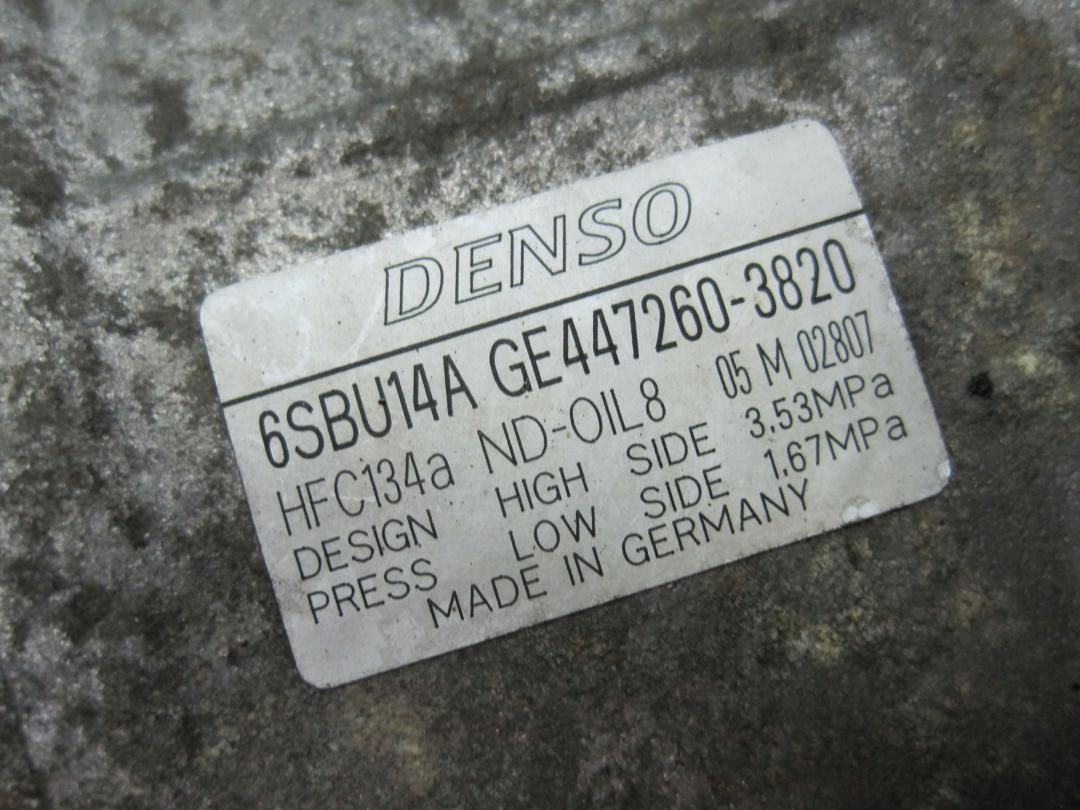 DENSO
6SBU14A GE447260-3820
HFC134a ND-OIL8 05 M 02807
DESIGN HIGH SIDE 3.53MPa
PRESS LOW SIDE 1.67MPa
MADE IN GERMANY